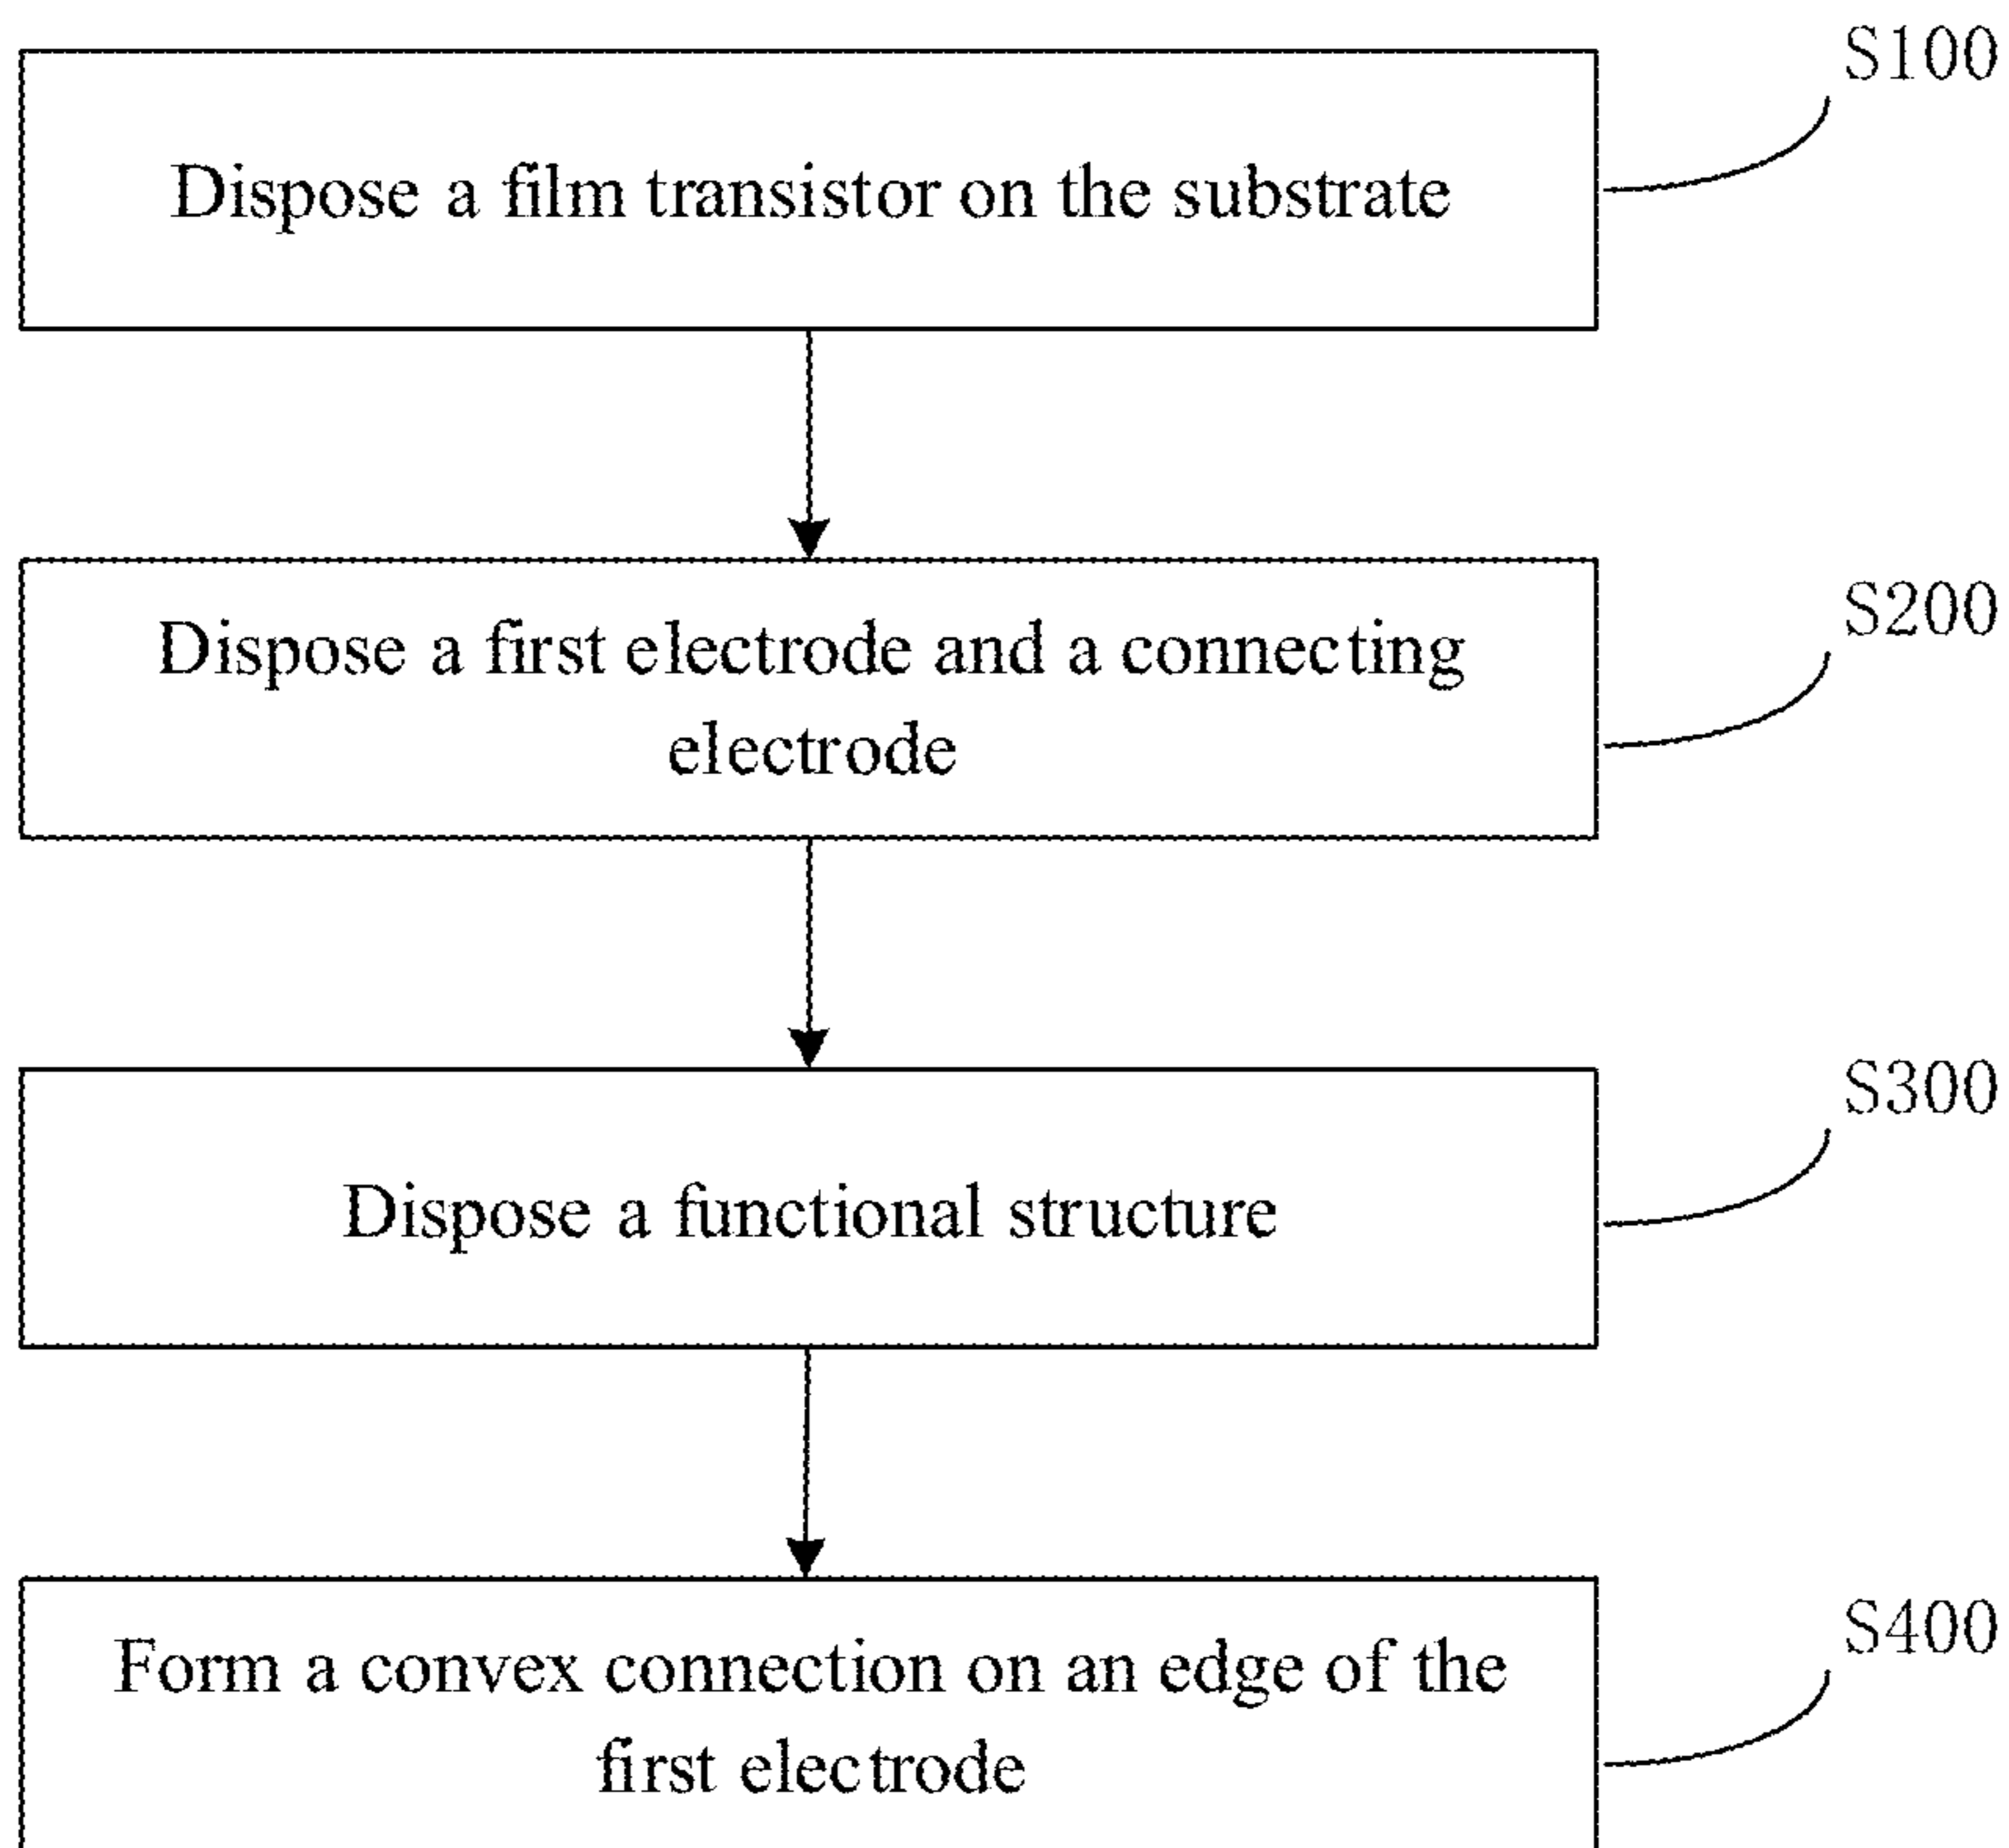 S100
Dispose a film transistor on the substrate
S200
Dispose a first electrode and a connecting
electrode
S300
Dispose a functional structure
S400
Form a convex connection on an edge of the
first electrode